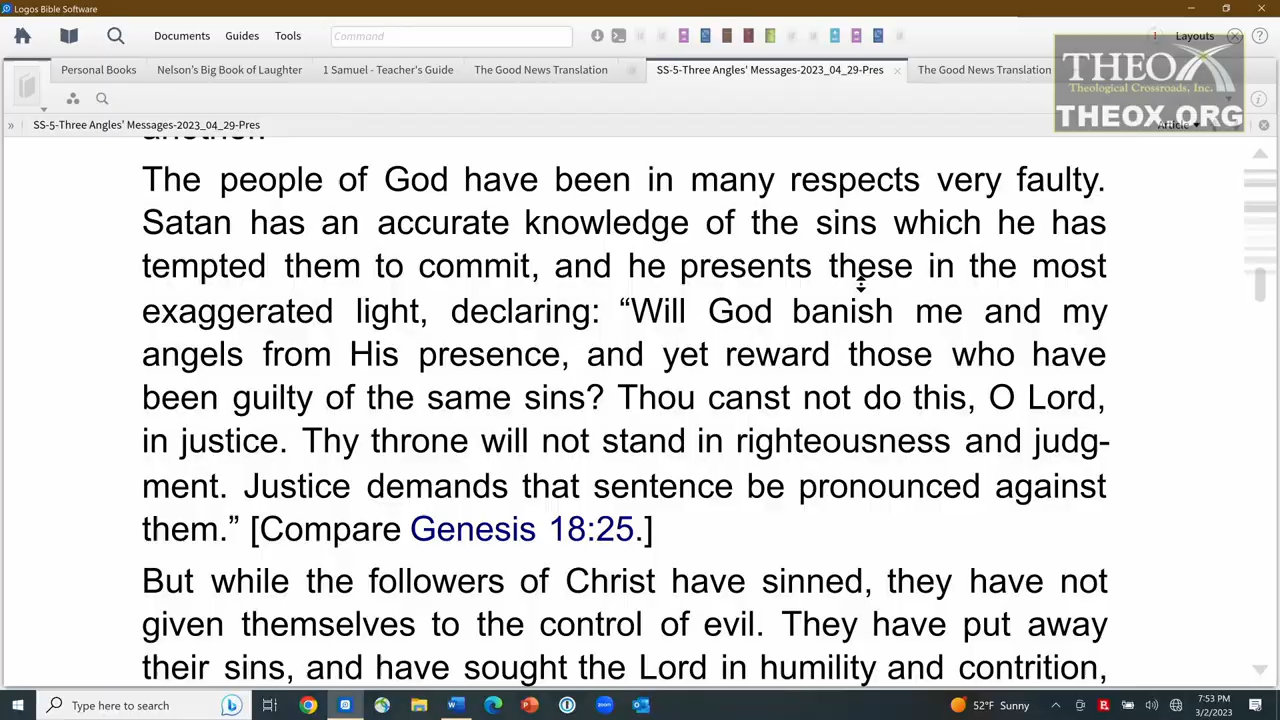 Logos Bible Software
Documents Guides Tools Command Layouts
Personal Books Nelson's Big Book of Laughter 1 Samuel - Teacher's Guide The Good News Translation SS-5-Three Angles' Messages-2023_04_29-Pres The Good News Translation
THEOX
Theological Crossroads, Inc.
THEOX.ORG
SS-5-Three Angles' Messages-2023_04_29-Pres Article
another.
The people of God have been in many respects very faulty.
Satan has an accurate knowledge of the sins which he has
tempted them to commit, and he presents these in the most
exaggerated light, declaring: “Will God banish me and my
angels from His presence, and yet reward those who have
been guilty of the same sins? Thou canst not do this, O Lord,
in justice. Thy throne will not stand in righteousness and judg-
ment. Justice demands that sentence be pronounced against
them.” [Compare Genesis 18:25.]
But while the followers of Christ have sinned, they have not
given themselves to the control of evil. They have put away
their sins, and have sought the Lord in humility and contrition,
Type here to search 52°F Sunny 7:53 PM
3/2/2023